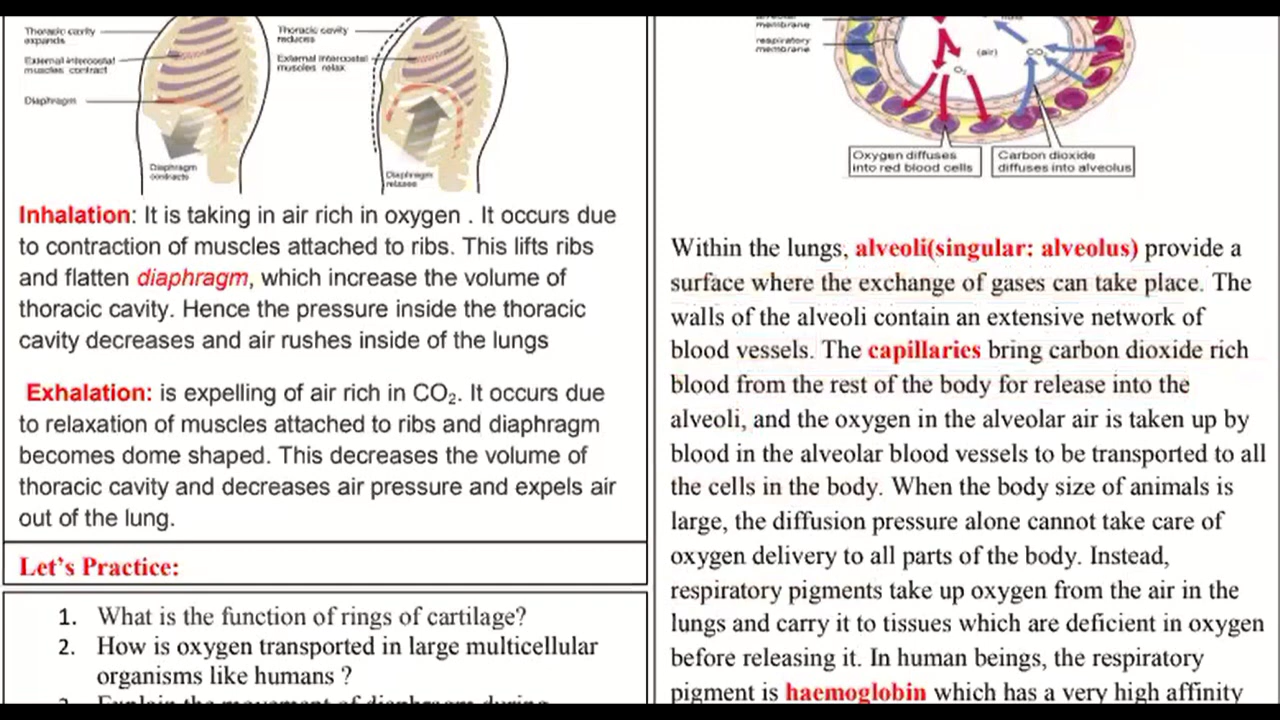 Thoracic cavity
expands
External intercostal
muscles contract
Diaphragm
Diaphragm
contracts
Thoracic cavity
reduces
External intercostal
muscles relax
Diaphragm
relaxes
Inhalation: It is taking in air rich in oxygen . It occurs due
to contraction of muscles attached to ribs. This lifts ribs
and flatten diaphragm, which increase the volume of
thoracic cavity. Hence the pressure inside the thoracic
cavity decreases and air rushes inside of the lungs
Exhalation: is expelling of air rich in CO₂. It occurs due
to relaxation of muscles attached to ribs and diaphragm
becomes dome shaped. This decreases the volume of
thoracic cavity and decreases air pressure and expels air
out of the lung.
Let's Practice:
1. What is the function of rings of cartilage?
2. How is oxygen transported in large multicellular
organisms like humans ?
3. Explain the movement of diaphragm during
membrane
respiratory
membrane
(air)
O₂
CO₂
Oxygen diffuses
into red blood cells
Carbon dioxide
diffuses into alveolus
Within the lungs, alveoli(singular: alveolus) provide a
surface where the exchange of gases can take place. The
walls of the alveoli contain an extensive network of
blood vessels. The capillaries bring carbon dioxide rich
blood from the rest of the body for release into the
alveoli, and the oxygen in the alveolar air is taken up by
blood in the alveolar blood vessels to be transported to all
the cells in the body. When the body size of animals is
large, the diffusion pressure alone cannot take care of
oxygen delivery to all parts of the body. Instead,
respiratory pigments take up oxygen from the air in the
lungs and carry it to tissues which are deficient in oxygen
before releasing it. In human beings, the respiratory
pigment is haemoglobin which has a very high affinity